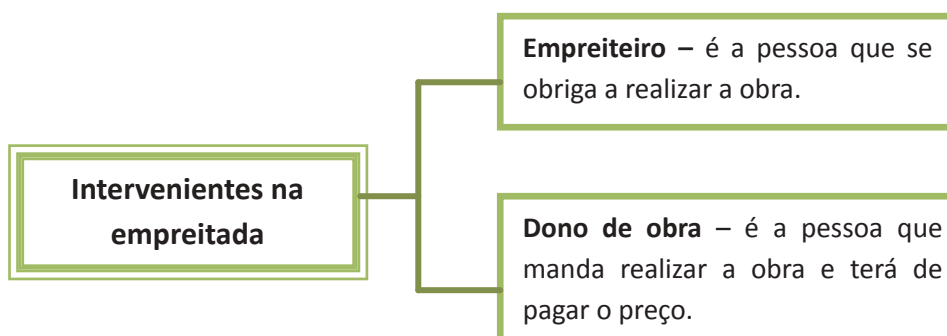 Empreiteiro – é a pessoa que se
obriga a realizar a obra.
Intervenientes na
empreitada
Dono de obra – é a pessoa que
manda realizar a obra e terá de
pagar o preço.